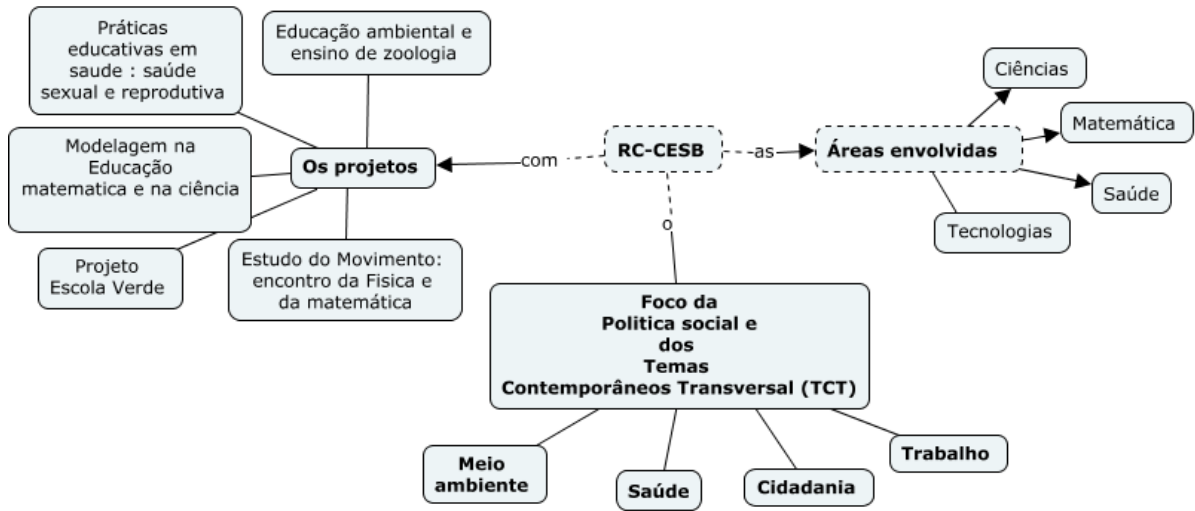 Práticas
educativas em
saude : saúde
sexual e reprodutiva
Educação ambiental e
ensino de zoologia
Modelagem na
Educação
matematica e na ciência
Os projetos
Projeto
Escola Verde
Estudo do Movimento:
encontro da Fisica e
da matemática
com
RC-CESB
as
Áreas envolvidas
Ciências
Matemática
Saúde
Tecnologias
o
Foco da
Politica social e
dos
Temas
Contemporâneos Transversal (TCT)
Meio
ambiente
Saúde
Cidadania
Trabalho